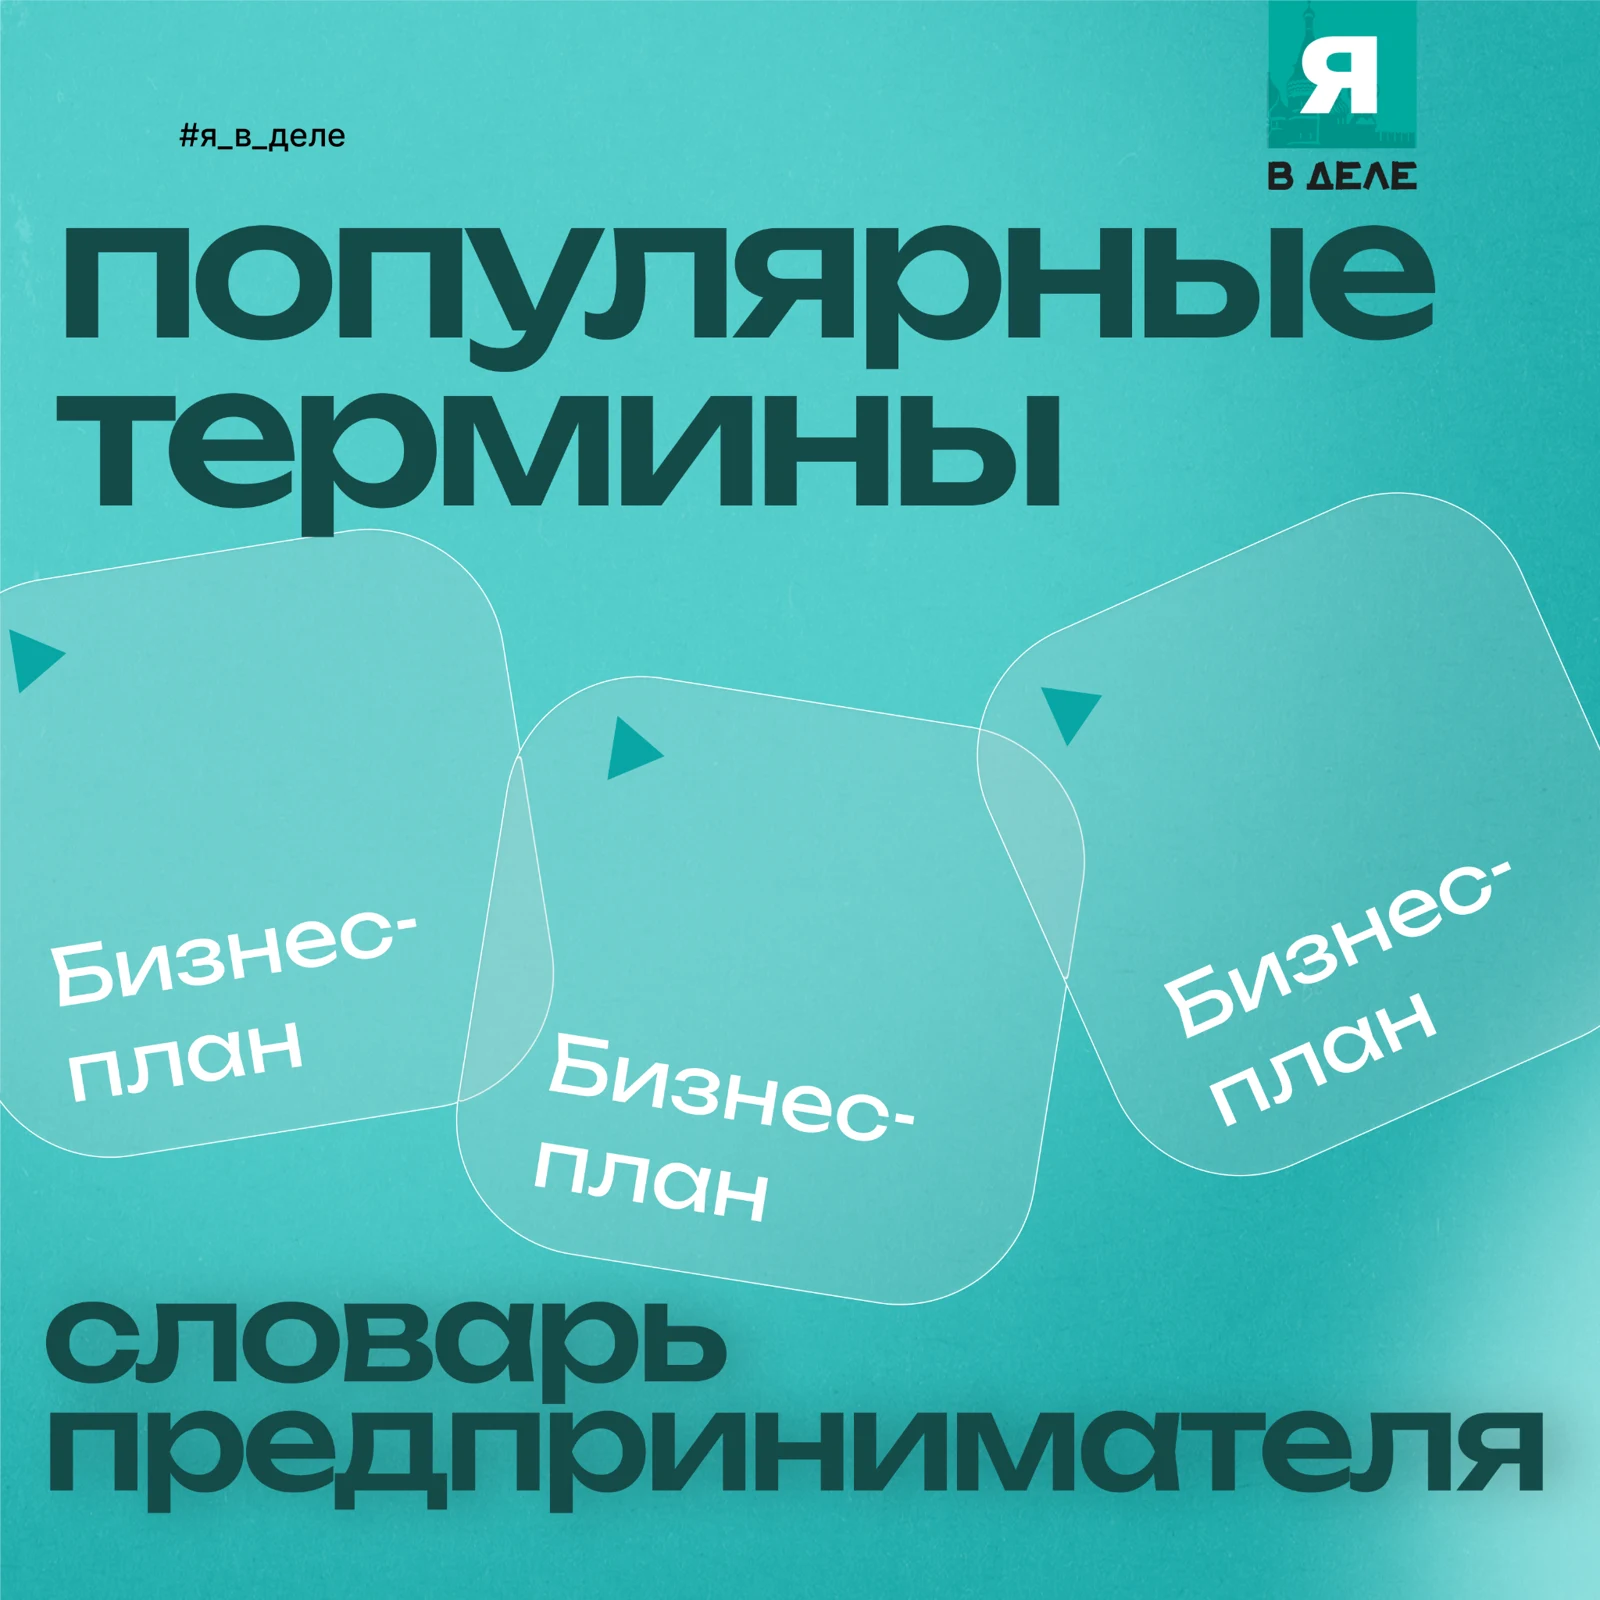 #я_в_деле
Я
В ДЕЛЕ
популярные
термины
Бизнес-
план
Бизнес-
план
Бизнес-
план
словарь
предпринимателя